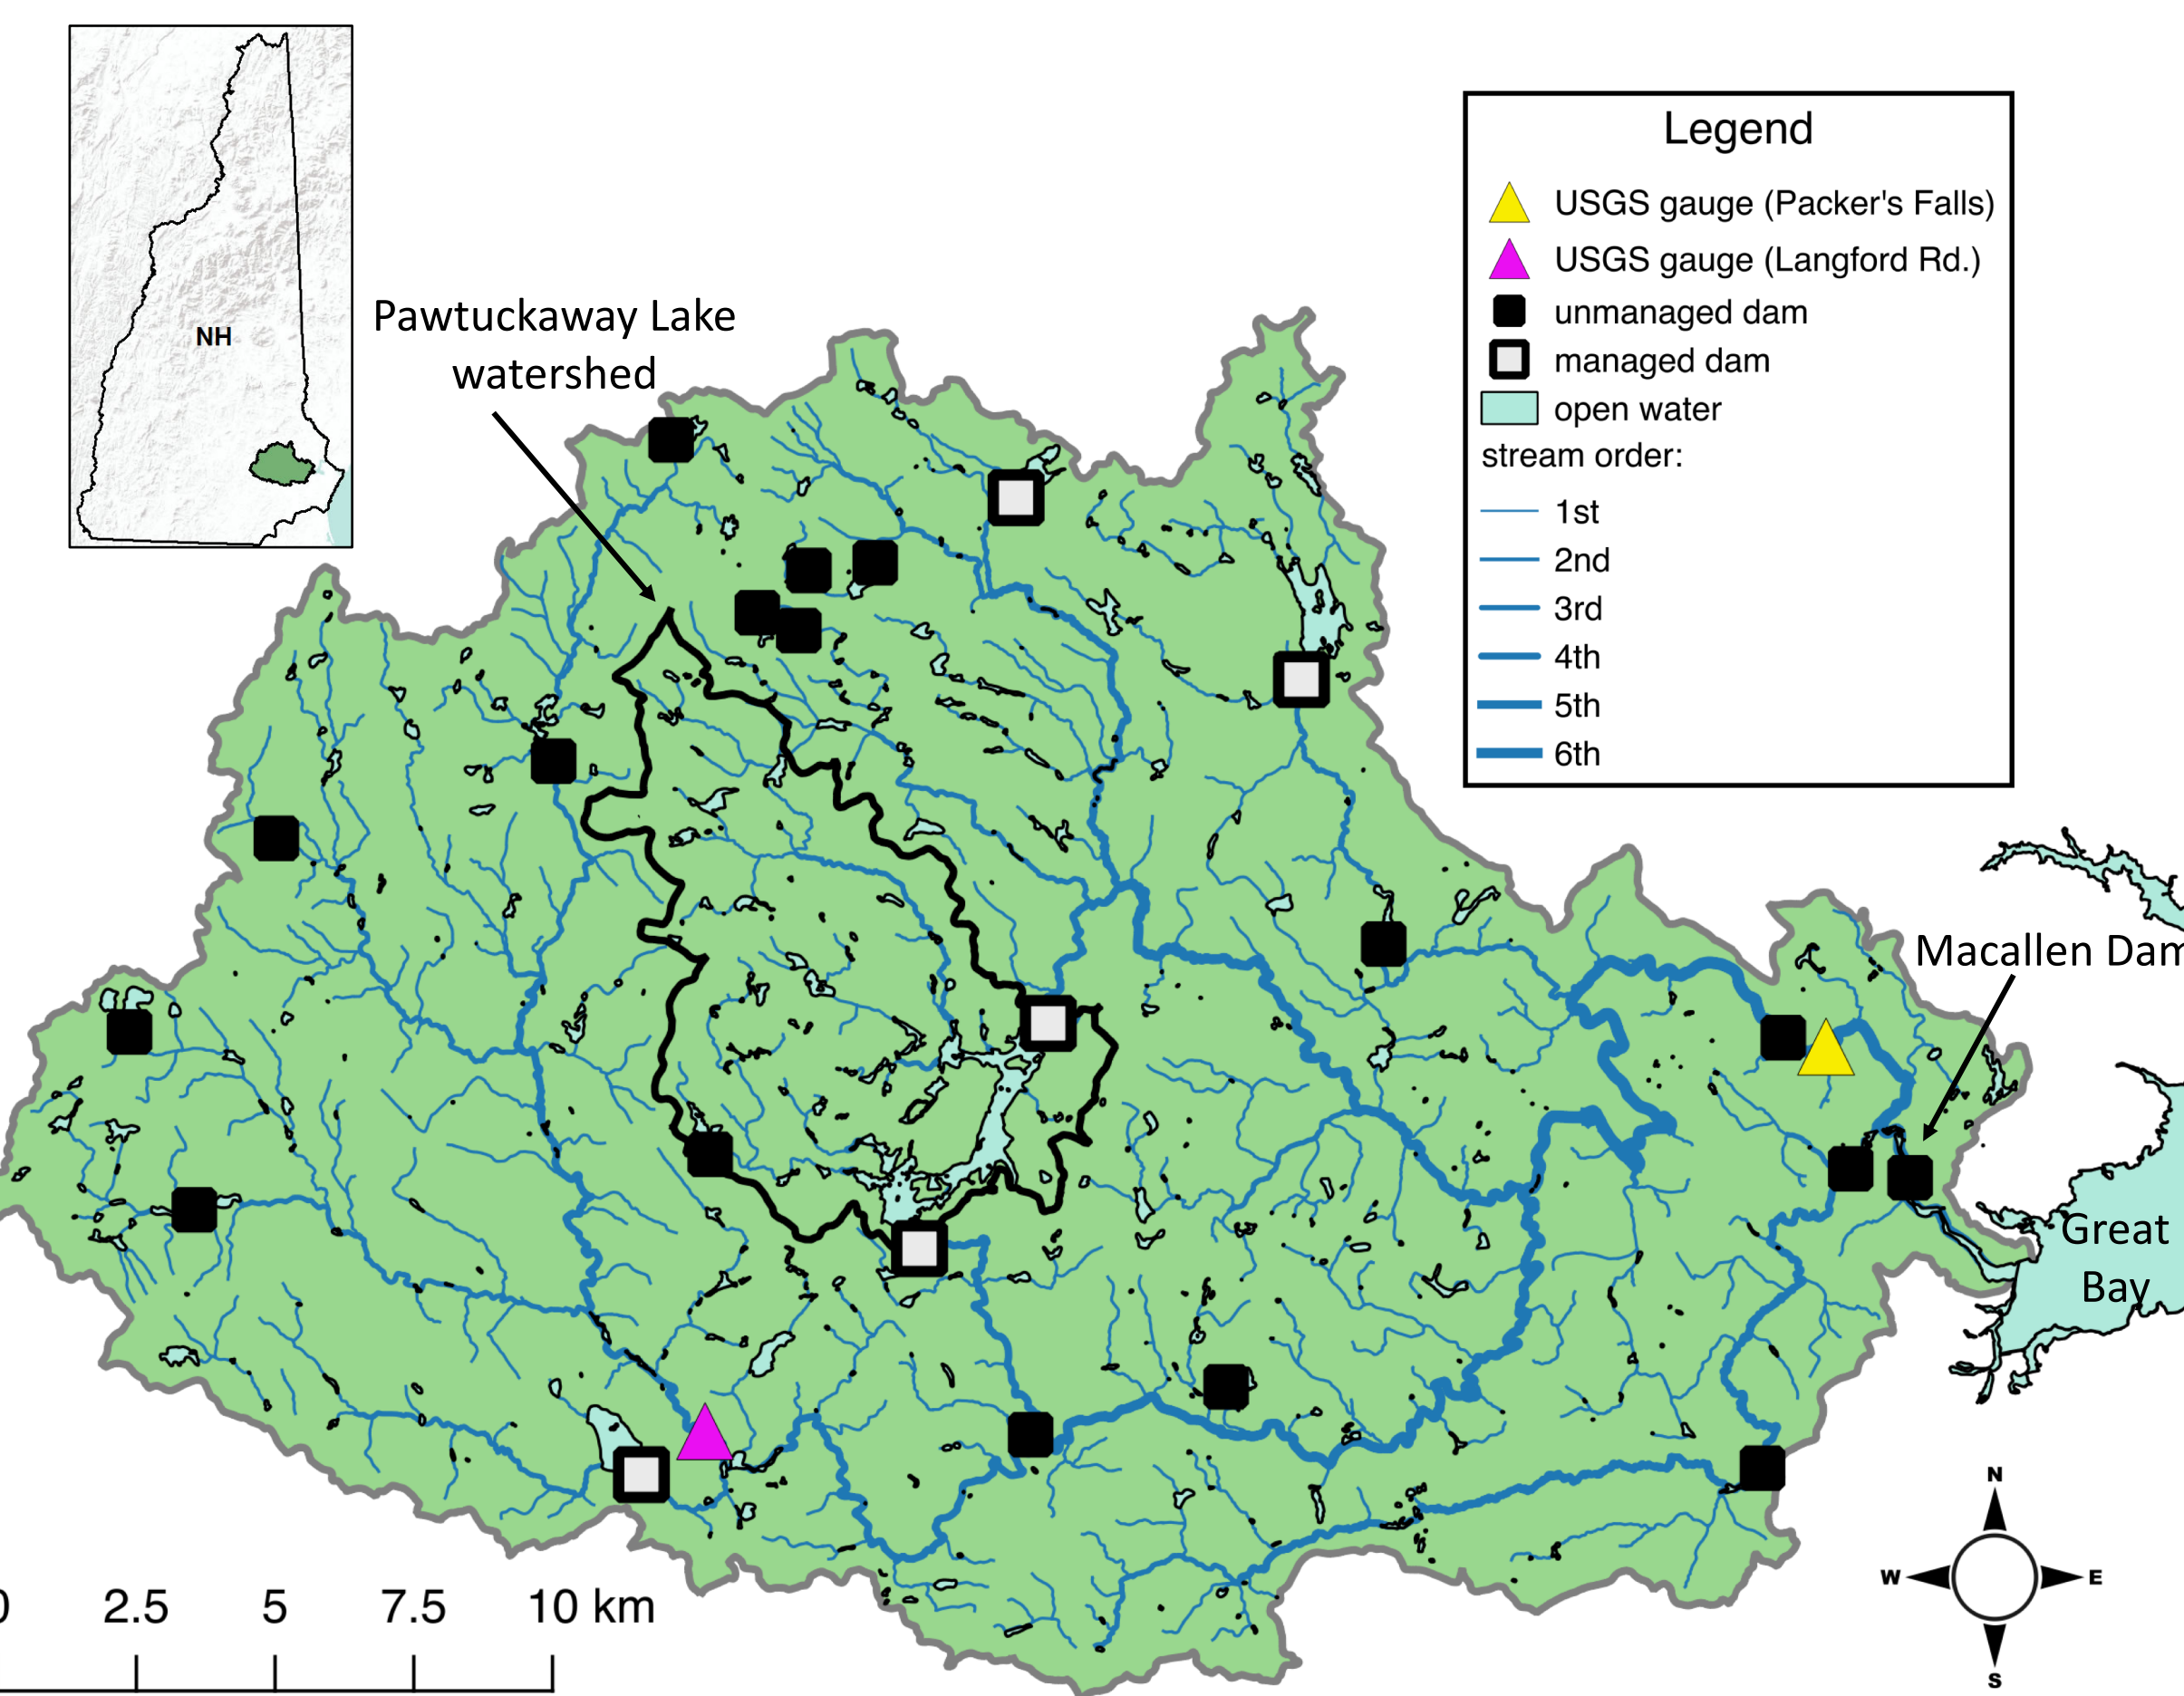 NH
Pawtuckaway Lake
watershed
Legend
USGS gauge (Packer's Falls)
USGS gauge (Langford Rd.)
unmanaged dam
managed dam
open water
stream order:
1st
2nd
3rd
4th
5th
6th
Macallen Dam
Great
Bay
0 2.5 5 7.5 10 km
N
W E
S